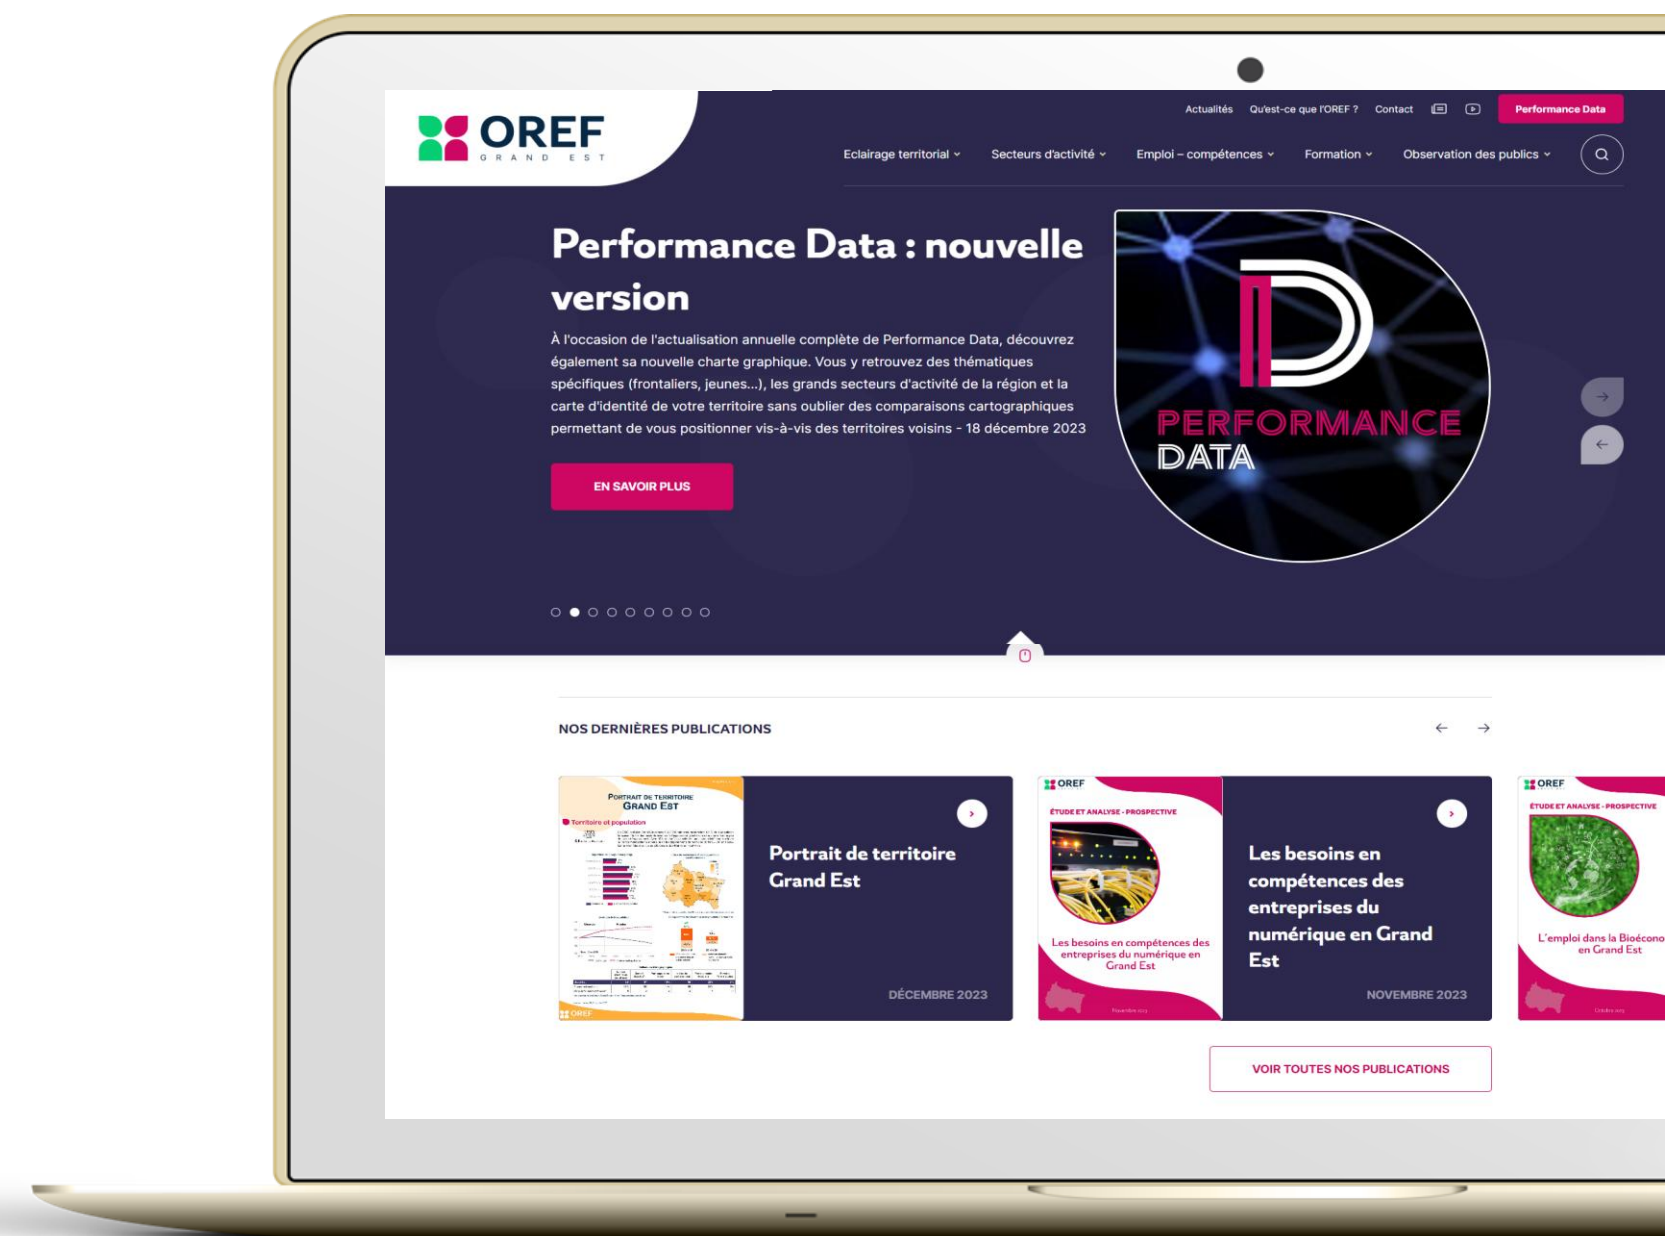 OREF
GRAND EST
Actualités Qu'est-ce que l'OREF ? Contact Performance Data
Eclairage territorial Secteurs d'activité Emploi – compétences Formation Observation des publics
Performance Data : nouvelle
version
À l'occasion de l'actualisation annuelle complète de Performance Data, découvrez
également sa nouvelle charte graphique. Vous y retrouvez des thématiques
spécifiques (frontaliers, jeunes...), les grands secteurs d'activité de la région et la
carte d'identité de votre territoire sans oublier des comparaisons cartographiques
permettant de vous positionner vis-à-vis des territoires voisins - 18 décembre 2023
EN SAVOIR PLUS
PERFORMANCE
DATA
NOS DERNIÈRES PUBLICATIONS
PORTRAIT DE TERRITOIRE
GRAND EST
Territoire et population
OREF
Portrait de territoire
Grand Est
DÉCEMBRE 2023
OREF
ÉTUDE ET ANALYSE - PROSPECTIVE
Les besoins en compétences des
entreprises du numérique en
Grand Est
Novembre 2023
Les besoins en
compétences des
entreprises du
numérique en Grand
Est
NOVEMBRE 2023
OREF
ÉTUDE ET ANALYSE - PROSPECTIVE
L'emploi dans la Bioécono
en Grand Est
Octobre 2023
VOIR TOUTES NOS PUBLICATIONS